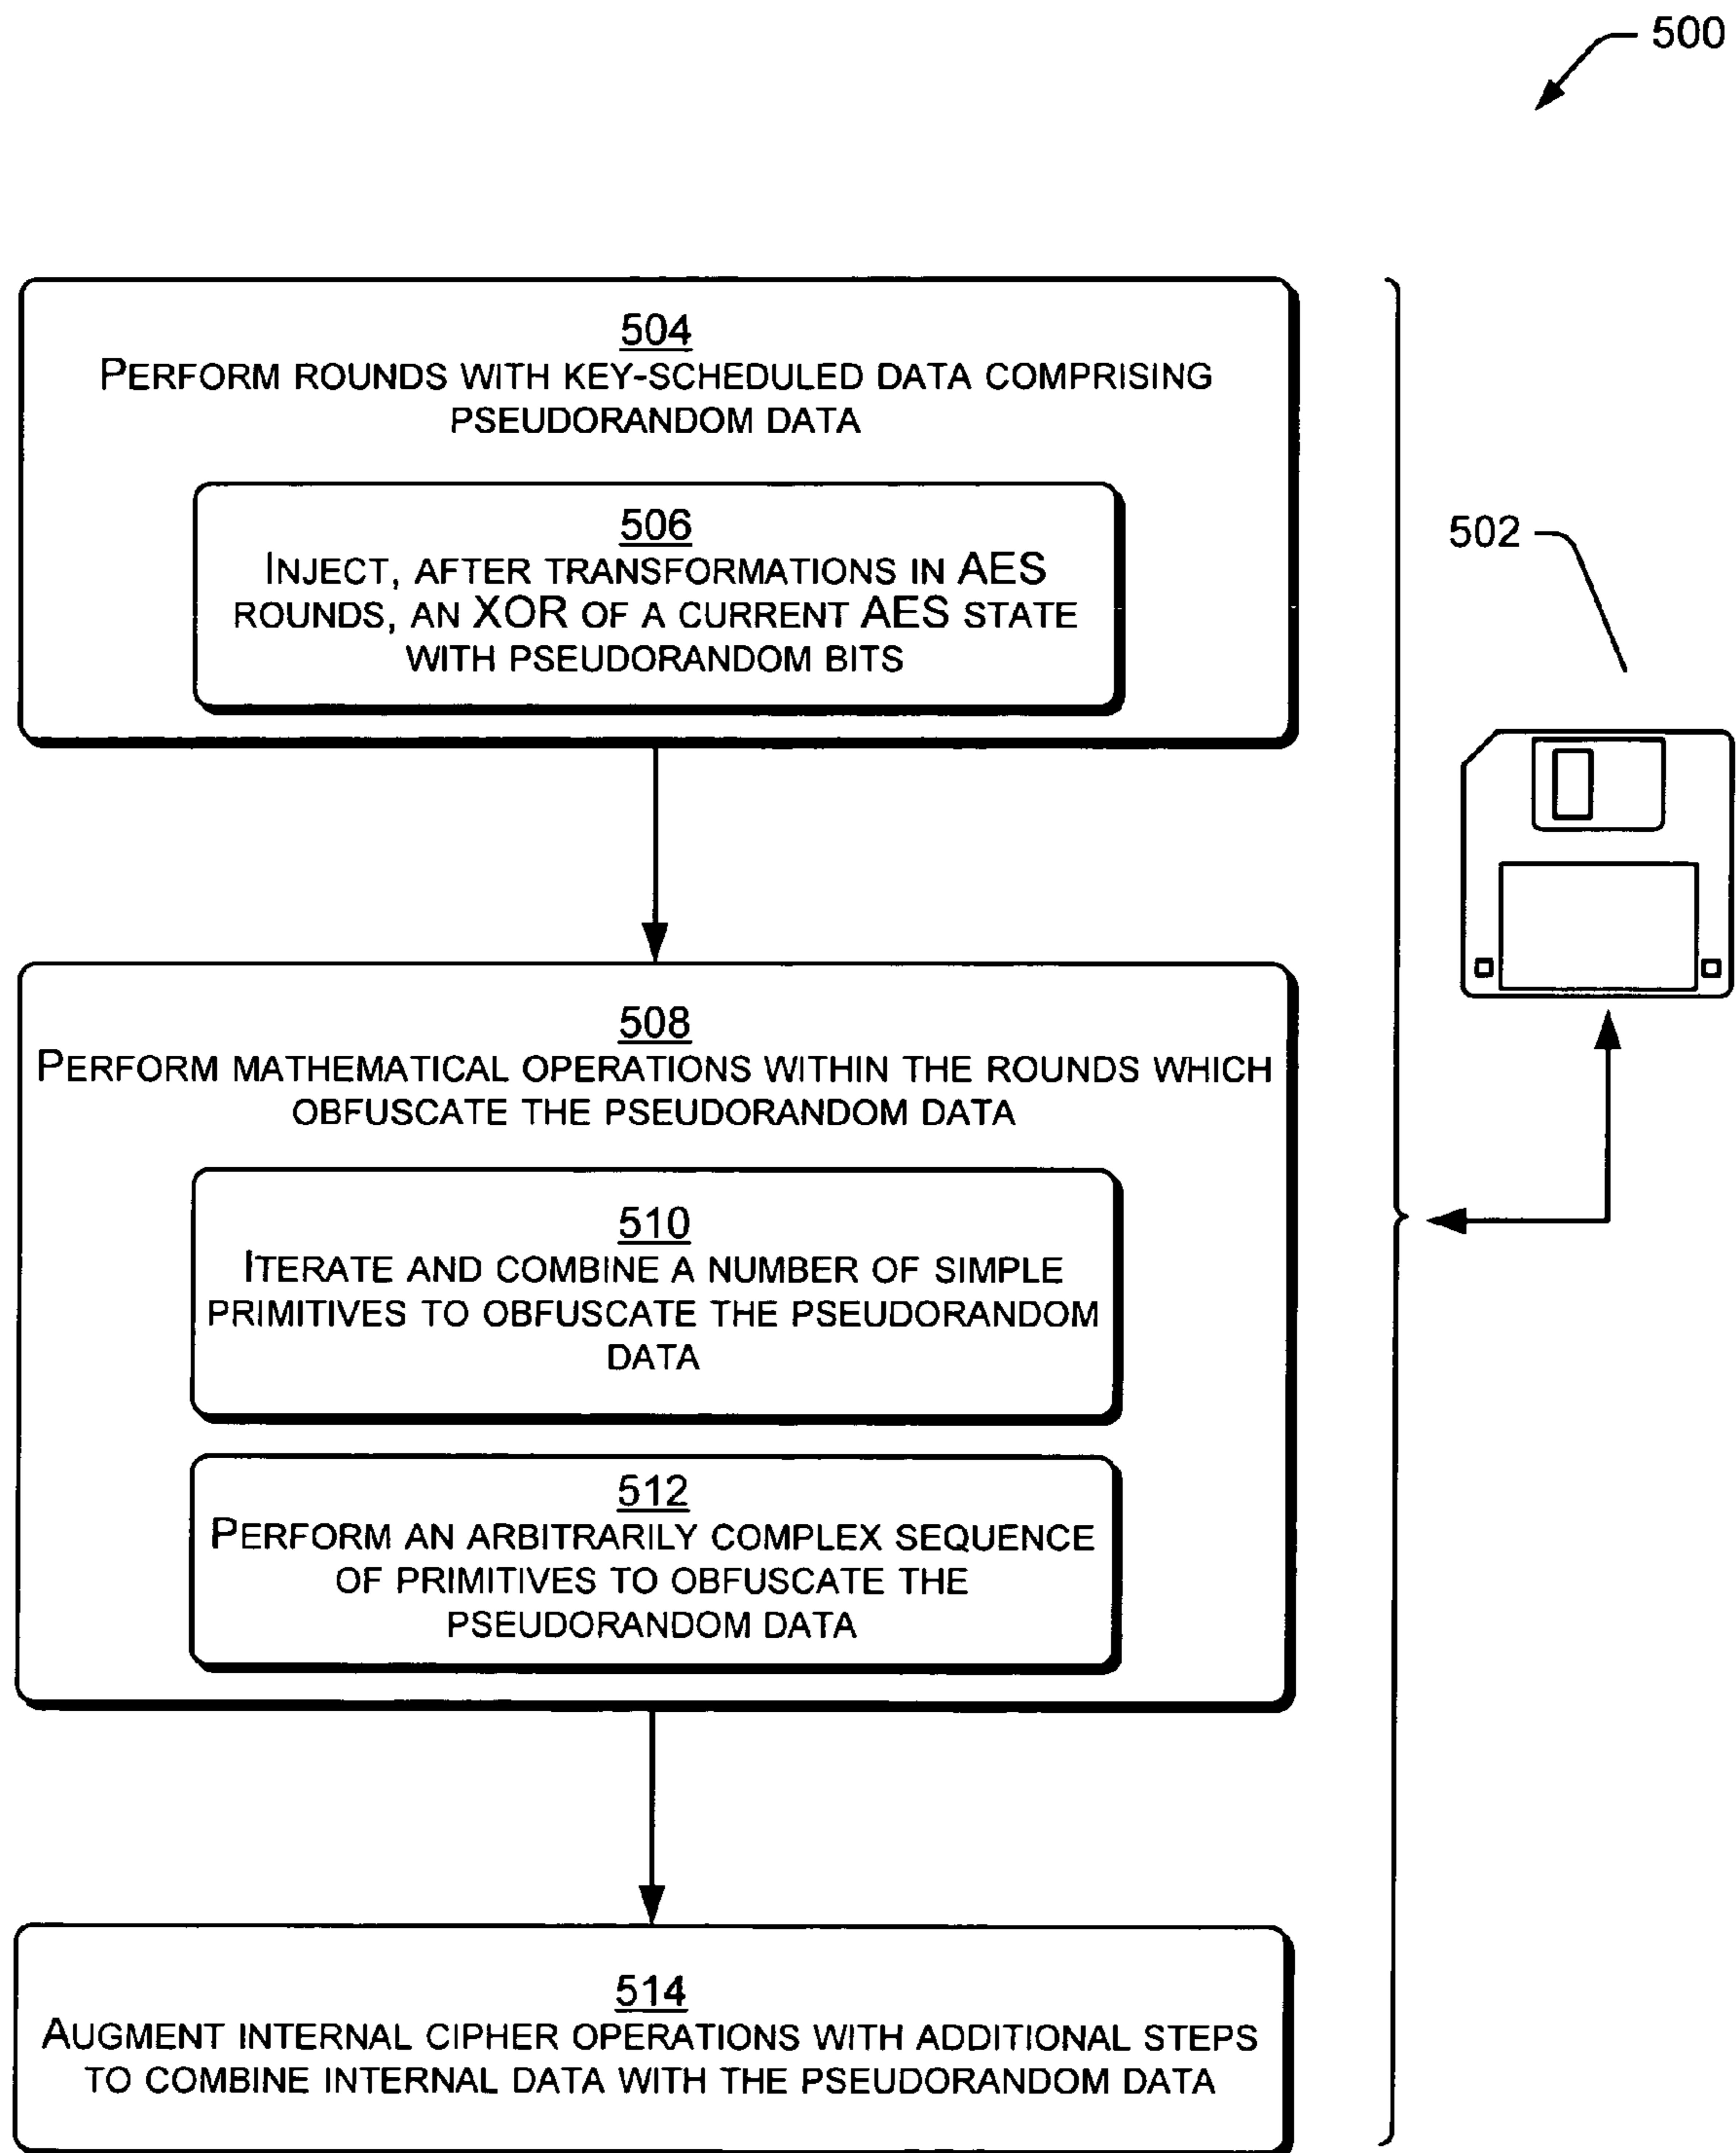 500
504
PERFORM ROUNDS WITH KEY-SCHEDULED DATA COMPRISING
PSEUDORANDOM DATA
506
INJECT, AFTER TRANSFORMATIONS IN AES
ROUNDS, AN XOR OF A CURRENT AES STATE
WITH PSEUDORANDOM BITS
502
508
PERFORM MATHEMATICAL OPERATIONS WITHIN THE ROUNDS WHICH
OBFUSCATE THE PSEUDORANDOM DATA
510
ITERATE AND COMBINE A NUMBER OF SIMPLE
PRIMITIVES TO OBFUSCATE THE PSEUDORANDOM
DATA
512
PERFORM AN ARBITRARILY COMPLEX SEQUENCE
OF PRIMITIVES TO OBFUSCATE THE
PSEUDORANDOM DATA
514
AUGMENT INTERNAL CIPHER OPERATIONS WITH ADDITIONAL STEPS
TO COMBINE INTERNAL DATA WITH THE PSEUDORANDOM DATA